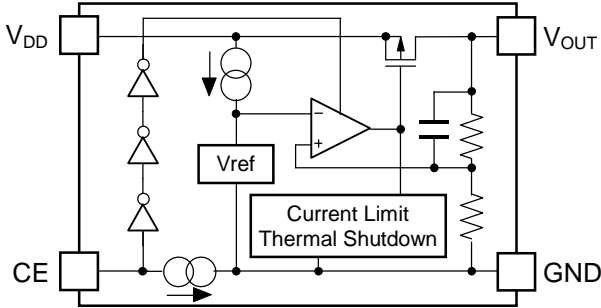 VDD
VOUT
−
+
Vref
Current Limit
Thermal Shutdown
CE
GND